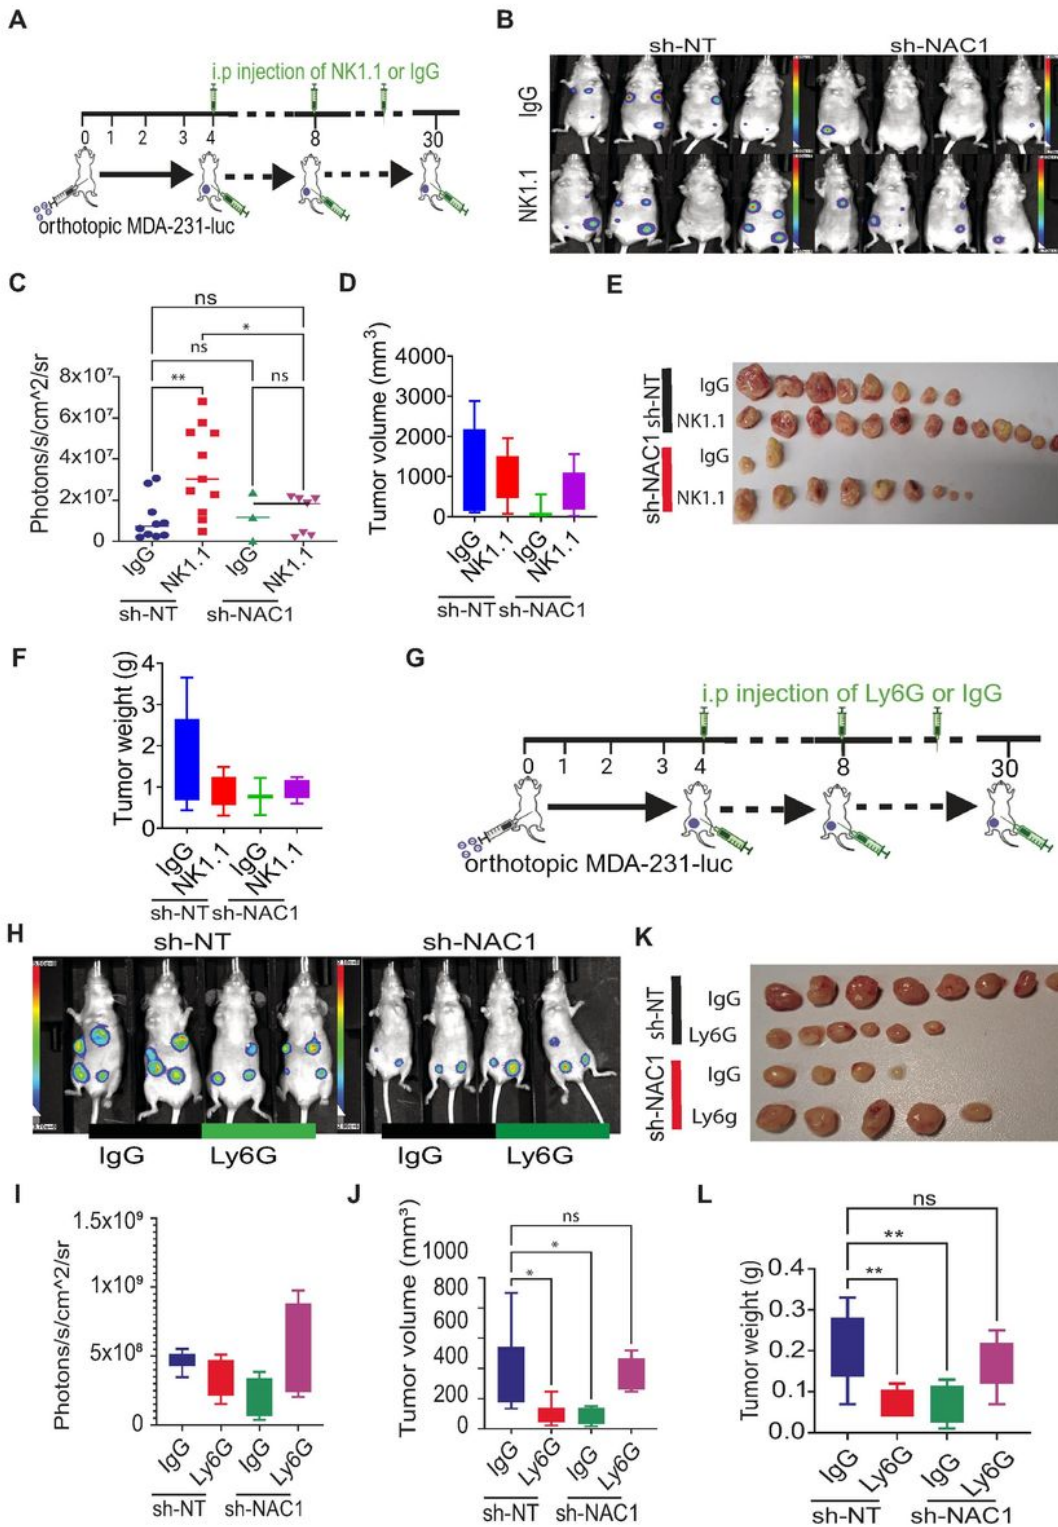 A
i.p injection of NK1.1 or IgG
0 1 2 3 4 8 30
orthotopic MDA-231-luc
B
sh-NT sh-NAC1
IgG
NK1.1
C
ns
*
ns
**
ns
Photons/s/cm^2/sr
8x10⁷
6x10⁷
4x10⁷
2x10⁷
0
IgG NK1.1 IgG NK1.1
sh-NT sh-NAC1
D
Tumor volume (mm³)
4000
3000
2000
1000
0
IgG NK1.1 IgG NK1.1
sh-NT sh-NAC1
E
sh-NT
IgG
NK1.1
sh-NAC1
IgG
NK1.1
F
Tumor weight (g)
4
3
2
1
0
IgG NK1.1 IgG NK1.1
sh-NT sh-NAC1
G
i.p injection of Ly6G or IgG
0 1 2 3 4 8 30
orthotopic MDA-231-luc
H
sh-NT sh-NAC1
IgG Ly6G IgG Ly6G
K
sh-NT
IgG
Ly6G
sh-NAC1
IgG
Ly6g
I
Photons/s/cm^2/sr
1.5x10⁹
1x10⁹
5x10⁸
0
IgG Ly6G IgG Ly6G
sh-NT sh-NAC1
J
Tumor volume (mm³)
ns
*
*
1000
800
600
400
200
0
IgG Ly6G IgG Ly6G
sh-NT sh-NAC1
L
ns
**
**
Tumor weight (g)
0.4
0.3
0.2
0.1
0.0
IgG Ly6G IgG Ly6G
sh-NT sh-NAC1